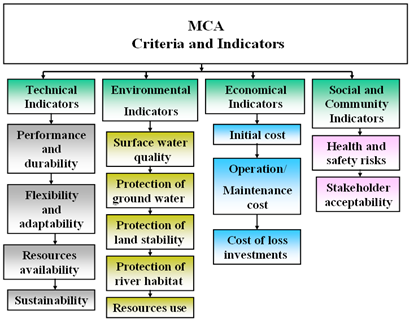 MCA
Criteria and Indicators
Technical
Indicators
Performance
and
durability
Flexibility
and
adaptability
Resources
availability
Sustainability
Environmental
Indicators
Surface water
quality
Protection of
ground water
Protection of
land stability
Protection of
river habitat
Resources use
Economical
Indicators
Initial cost
Operation/
Maintenance
cost
Cost of loss
investments
Social and
Community
Indicators
Health and
safety risks
Stakeholder
acceptability